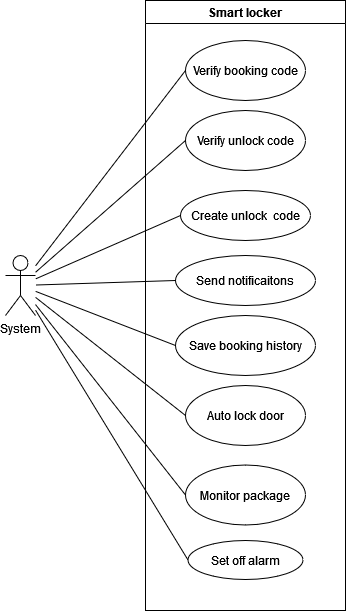 Smart locker
Verify booking code
Verify unlock code
Create unlock code
Send notificaitons
System
Save booking history
Auto lock door
Monitor package
Set off alarm